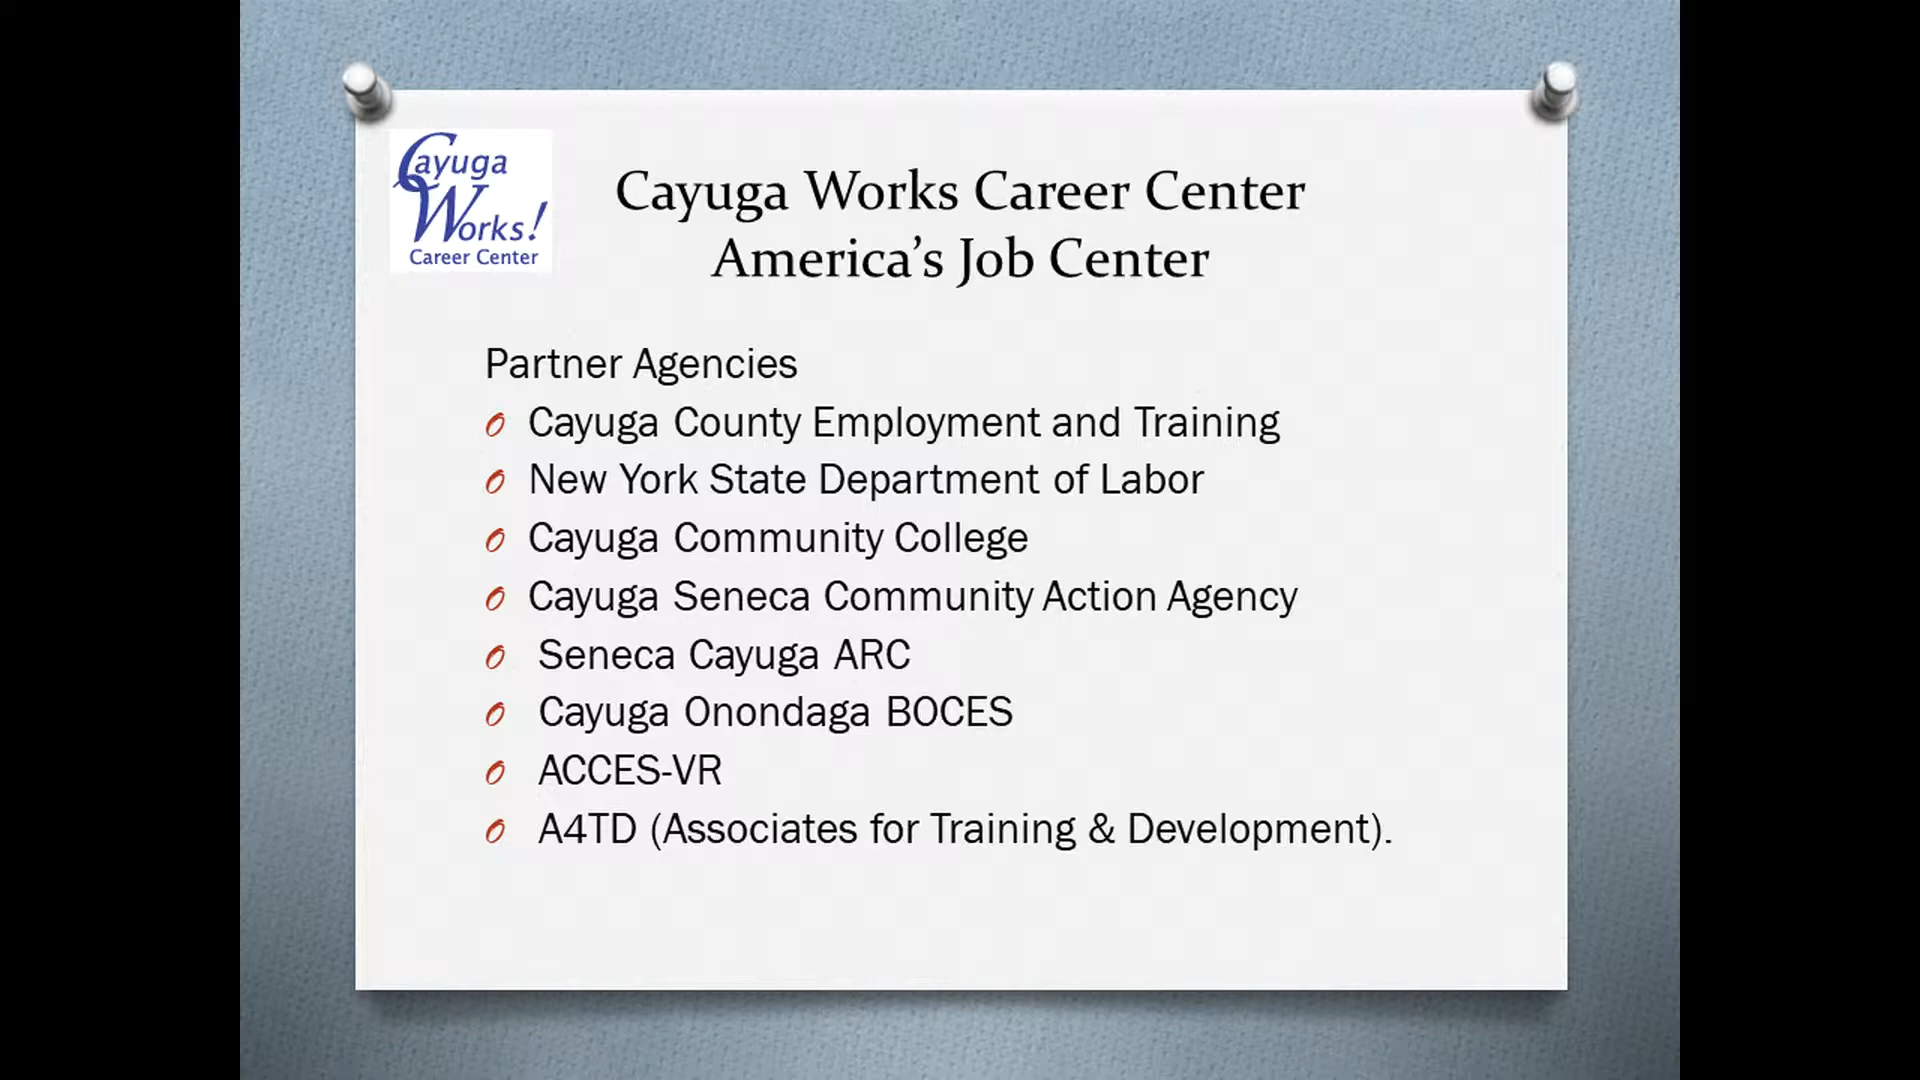 Cayuga
Works!
Career Center
Cayuga Works Career Center
America's Job Center
Partner Agencies
Cayuga County Employment and Training
New York State Department of Labor
Cayuga Community College
Cayuga Seneca Community Action Agency
Seneca Cayuga ARC
Cayuga Onondaga BOCES
ACCES-VR
A4TD (Associates for Training & Development).